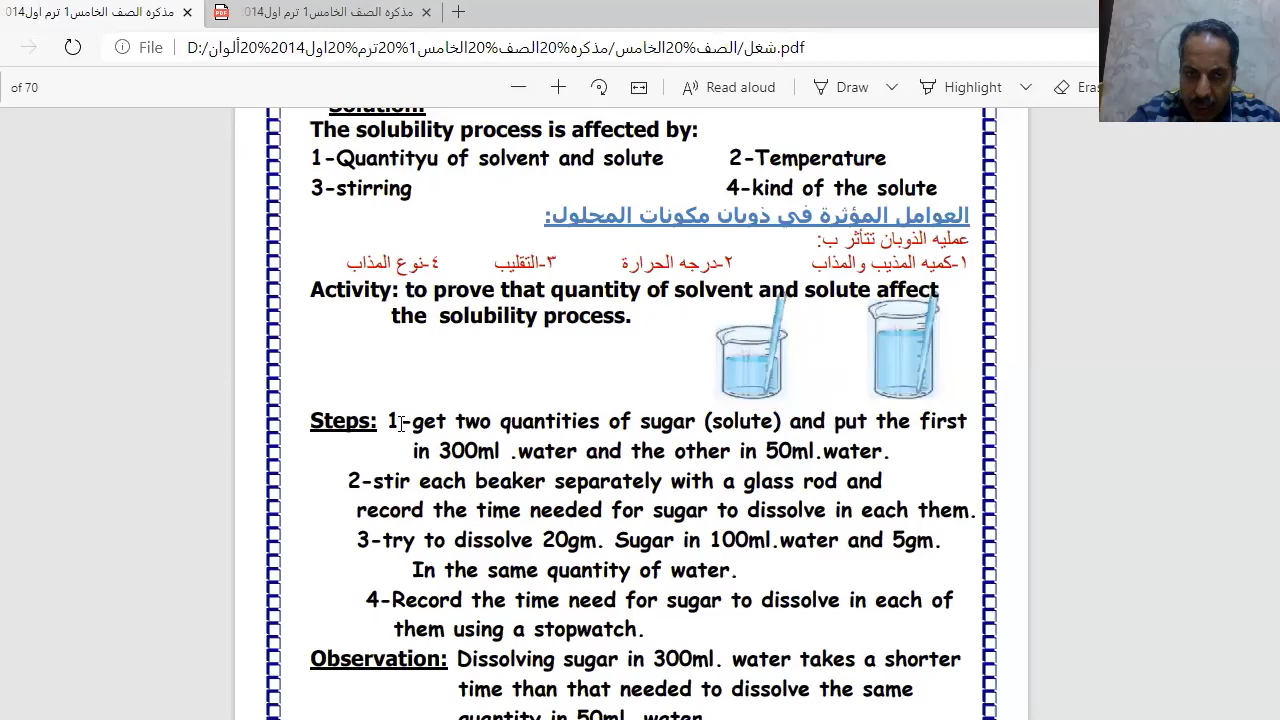 مذكره الصف الخامس1 ترم اول014
مذكره الصف الخامس1 ترم اول014
File
D:/شغل/الصف%20الخامس/مذكره%20الصف%20الخامس1%20ترم%20اول2014%20ألوان.pdf
of 70
Read aloud
Draw
Highlight
Solution:
The solubility process is affected by:
1-Quantityu of solvent and solute 2-Temperature
3-stirring 4-kind of the solute
العوامل المؤثرة في ذوبان مكونات المحلول:
عمليه الذوبان تتأثر ب:
١-كميه المذيب والمذاب ٢-درجه الحرارة ٣-التقليب ٤-نوع المذاب
Activity: to prove that quantity of solvent and solute affect
the solubility process.
Steps: 1-get two quantities of sugar (solute) and put the first
in 300ml .water and the other in 50ml.water.
2-stir each beaker separately with a glass rod and
record the time needed for sugar to dissolve in each them.
3-try to dissolve 20gm. Sugar in 100ml.water and 5gm.
In the same quantity of water.
4-Record the time need for sugar to dissolve in each of
them using a stopwatch.
Observation: Dissolving sugar in 300ml. water takes a shorter
time than that needed to dissolve the same
quantity in 50ml. water.